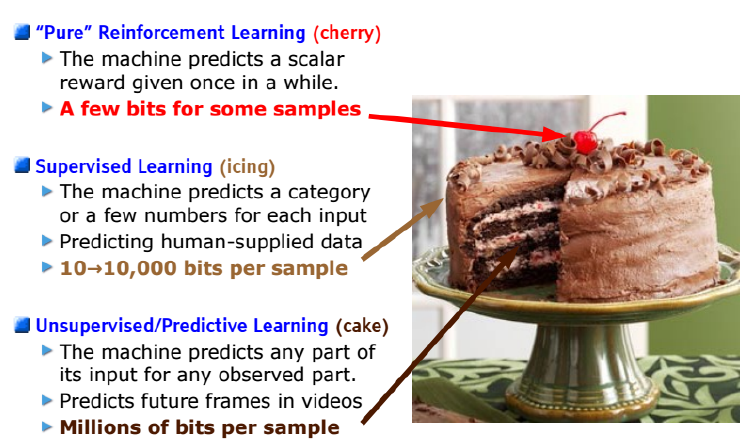 “Pure” Reinforcement Learning (cherry)
The machine predicts a scalar
reward given once in a while.
A few bits for some samples
Supervised Learning (icing)
The machine predicts a category
or a few numbers for each input
Predicting human-supplied data
10→10,000 bits per sample
Unsupervised/Predictive Learning (cake)
The machine predicts any part of
its input for any observed part.
Predicts future frames in videos
Millions of bits per sample